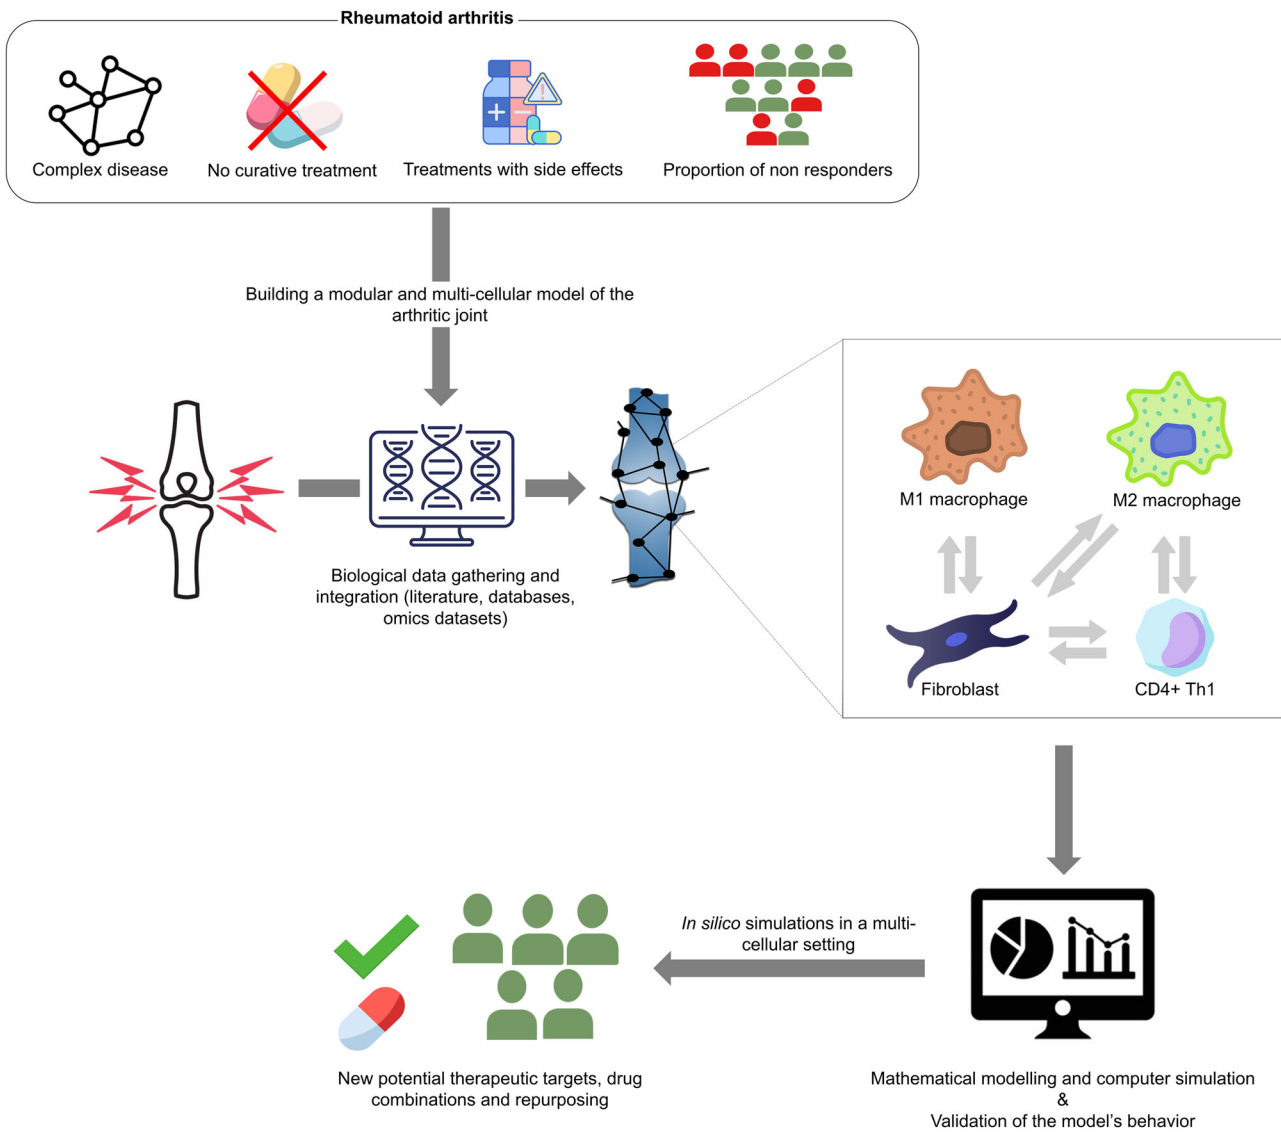 Rheumatoid arthritis
Complex disease
No curative treatment
Treatments with side effects
Proportion of non responders
Building a modular and multi-cellular model of the
arthritic joint
Biological data gathering and
integration (literature, databases,
omics datasets)
M1 macrophage
M2 macrophage
Fibroblast
CD4+ Th1
In silico simulations in a multi-
cellular setting
New potential therapeutic targets, drug
combinations and repurposing
Mathematical modelling and computer simulation
&
Validation of the model's behavior